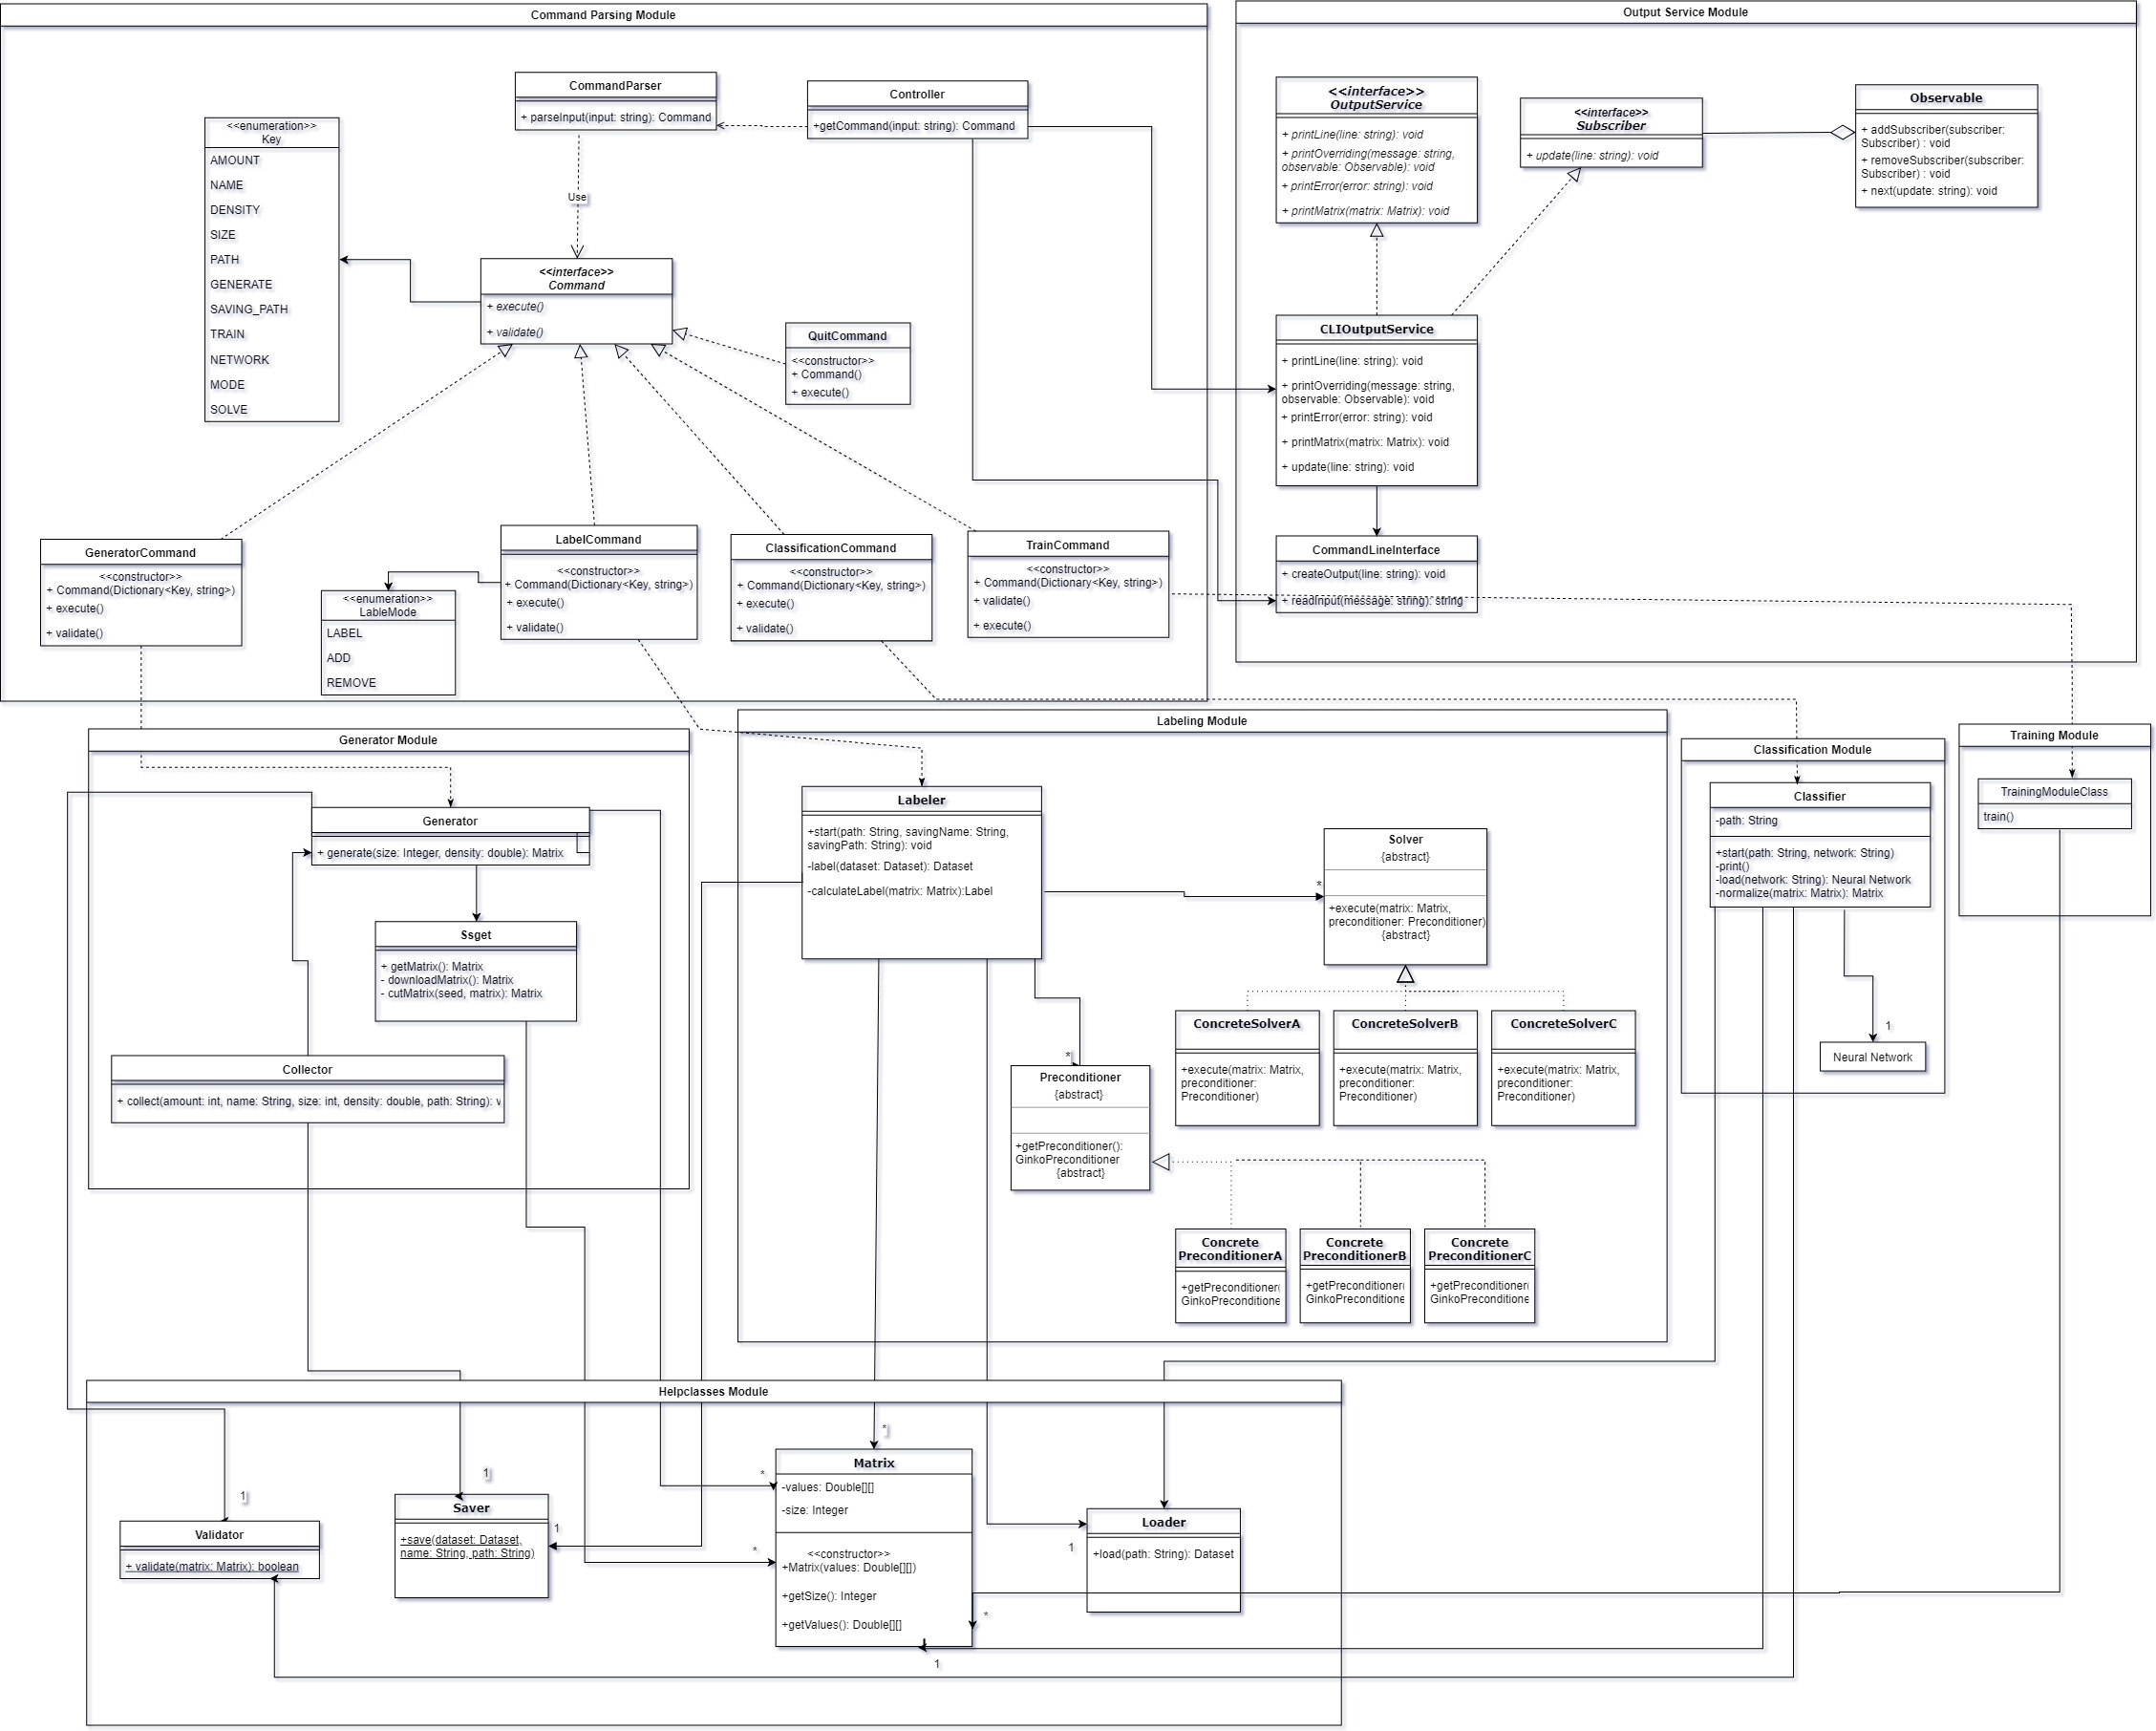 Command Parsing Module
CommandParser
+ parseInput(input: string): Command
Controller
+getCommand(input: string): Command
<<enumeration>>
Key
AMOUNT
NAME
DENSITY
SIZE
PATH
GENERATE
SAVING_PATH
TRAIN
NETWORK
MODE
SOLVE
Use
<<interface>>
Command
+ execute()
+ validate()
QuitCommand
<<constructor>>
+ Command()
+ execute()
GeneratorCommand
<<constructor>>
+ Command(Dictionary<Key, string>)
+ execute()
+ validate()
<<enumeration>>
LableMode
LABEL
ADD
REMOVE
LabelCommand
<<constructor>>
+ Command(Dictionary<Key, string>)
+ execute()
+ validate()
ClassificationCommand
<<constructor>>
+ Command(Dictionary<Key, string>)
+ execute()
+ validate()
TrainCommand
<<constructor>>
+ Command(Dictionary<Key, string>)
+ validate()
+ execute()
Output Service Module
<<interface>>
OutputService
+ printLine(line: string): void
+ printOverriding(message: string,
observable: Observable): void
+ printError(error: string): void
+ printMatrix(matrix: Matrix): void
<<interface>>
Subscriber
+ update(line: string): void
Observable
+ addSubscriber(subscriber:
Subscriber) : void
+ removeSubscriber(subscriber:
Subscriber) : void
+ next(update: string): void
CLIOutputService
+ printLine(line: string): void
+ printOverriding(message: string,
observable: Observable): void
+ printError(error: string): void
+ printMatrix(matrix: Matrix): void
+ update(line: string): void
CommandLineInterface
+ createOutput(line: string): void
+ readInput(message: string): string
Generator Module
Generator
+ generate(size: Integer, density: double): Matrix
Ssget
+ getMatrix(): Matrix
- downloadMatrix(): Matrix
- cutMatrix(seed, matrix): Matrix
Collector
+ collect(amount: int, name: String, size: int, density: double, path: String): v
Labeling Module
Labeler
+start(path: String, savingName: String,
savingPath: String): void
-label(dataset: Dataset): Dataset
-calculateLabel(matrix: Matrix):Label
*
Solver
{abstract}
+execute(matrix: Matrix,
preconditioner: Preconditioner)
{abstract}
ConcreteSolverA
+execute(matrix: Matrix,
preconditioner:
Preconditioner)
ConcreteSolverB
+execute(matrix: Matrix,
preconditioner:
Preconditioner)
ConcreteSolverC
+execute(matrix: Matrix,
preconditioner:
Preconditioner)
*
Preconditioner
{abstract}
+getPreconditioner():
GinkoPreconditioner
{abstract}
Concrete
PreconditionerA
+getPreconditioner(
GinkoPreconditione
Concrete
PreconditionerB
+getPreconditioner(
GinkoPreconditione
Concrete
PreconditionerC
+getPreconditioner(
GinkoPreconditione
Classification Module
Classifier
-path: String
+start(path: String, network: String)
-print()
-load(network: String): Neural Network
-normalize(matrix: Matrix): Matrix
1
Neural Network
Training Module
TrainingModuleClass
train()
Helpclasses Module
1
Validator
+ validate(matrix: Matrix): boolean
1
Saver
+save(dataset: Dataset,
name: String, path: String)
1
*
*
*
Matrix
-values: Double[][]
-size: Integer
<<constructor>>
+Matrix(values: Double[][])
+getSize(): Integer
+getValues(): Double[][]
*
1
1
Loader
+load(path: String): Dataset